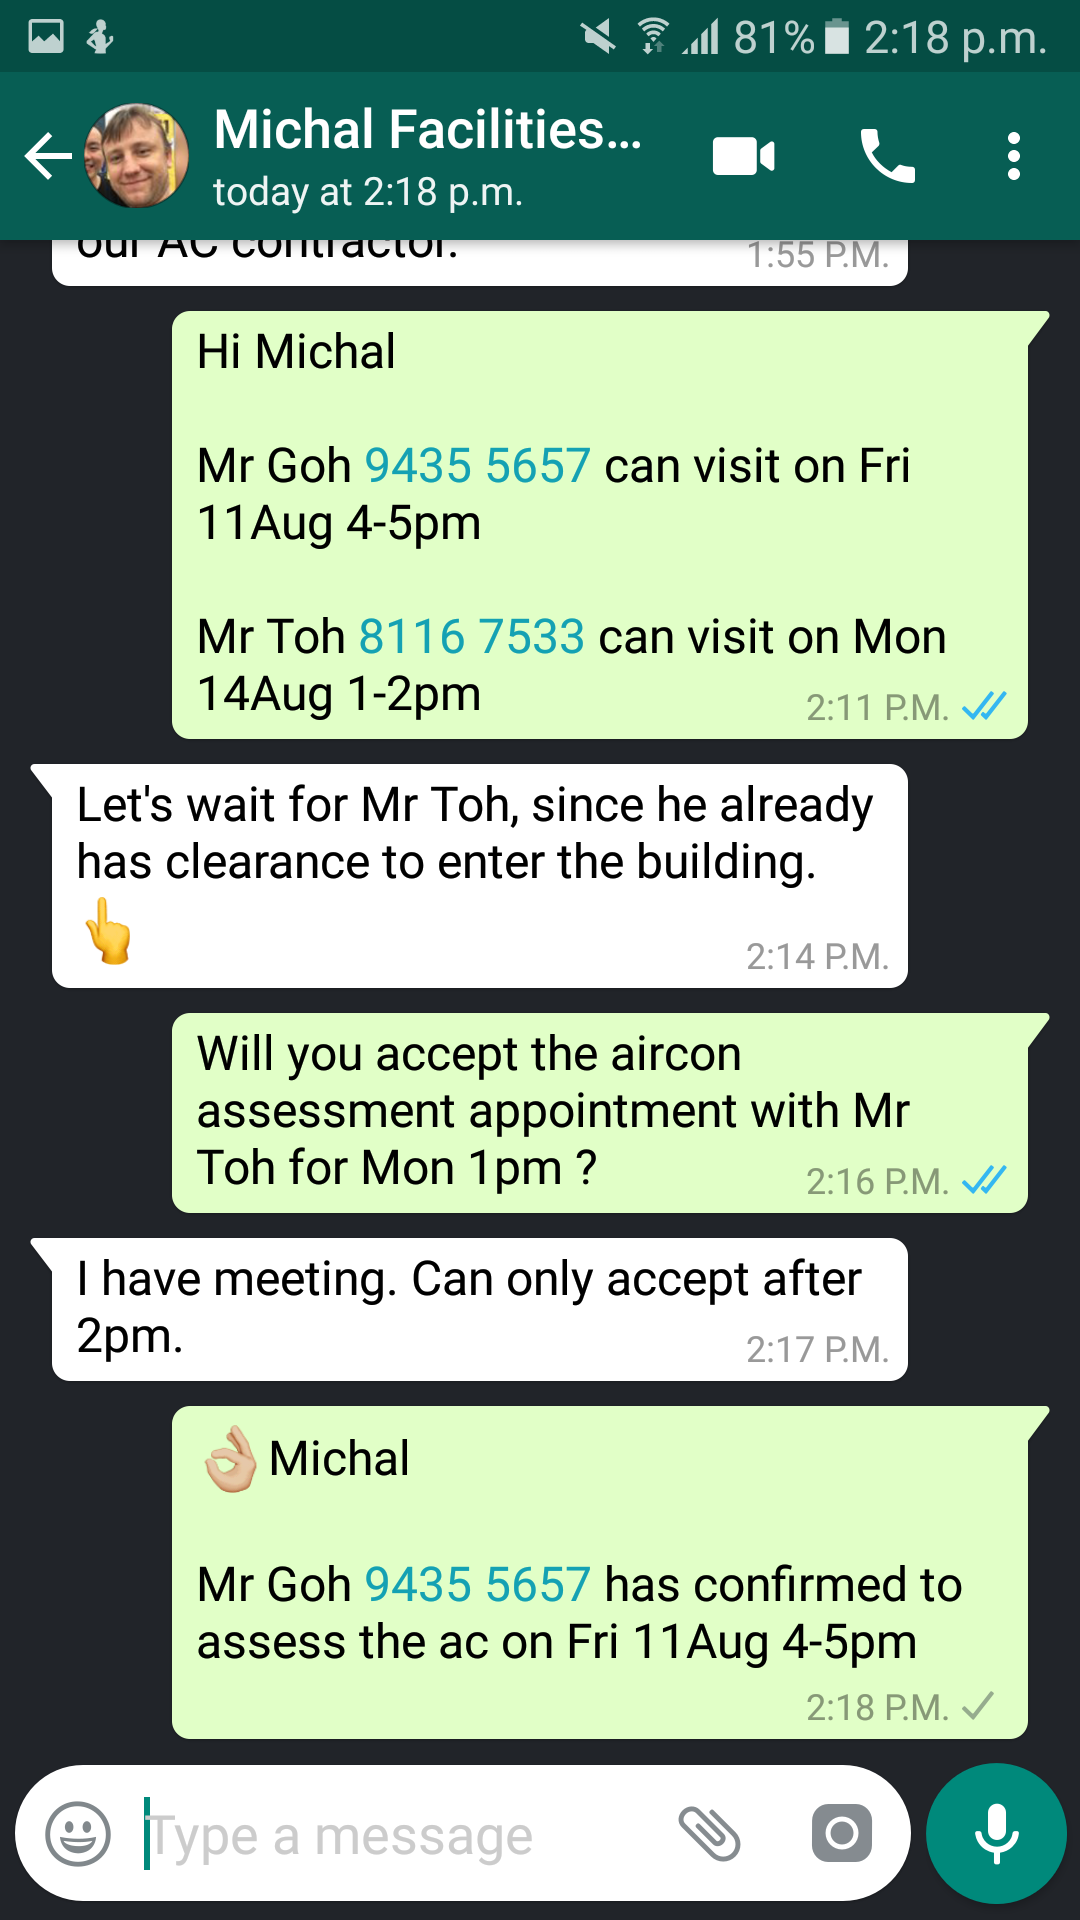 81% 2:18 p.m.
Michal Facilities...
today at 2:18 p.m.
our AC contractor.
1:55 P.M.
Hi Michal
Mr Goh 9435 5657 can visit on Fri
11Aug 4-5pm
Mr Toh 8116 7533 can visit on Mon
14Aug 1-2pm
2:11 P.M.
Let's wait for Mr Toh, since he already
has clearance to enter the building.
👆
2:14 P.M.
Will you accept the aircon
assessment appointment with Mr
Toh for Mon 1pm ?
2:16 P.M.
I have meeting. Can only accept after
2pm.
2:17 P.M.
👌🏼Michal
Mr Goh 9435 5657 has confirmed to
assess the ac on Fri 11Aug 4-5pm
2:18 P.M.
Type a message